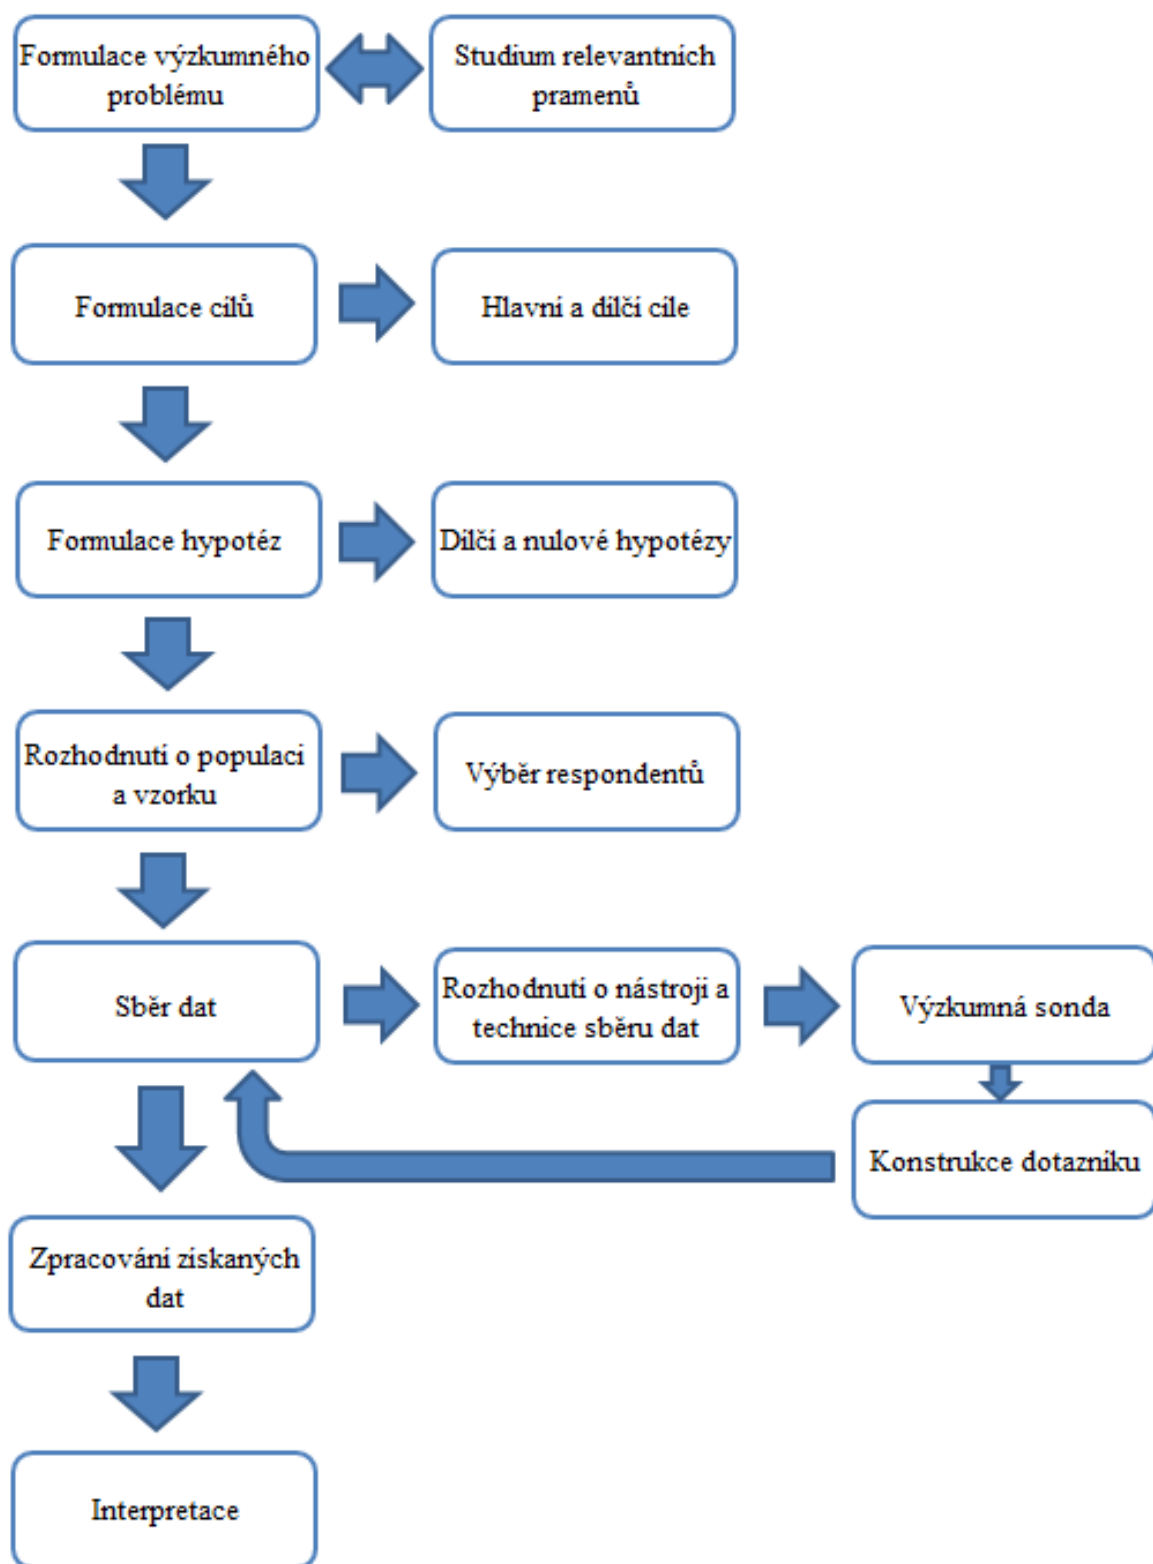 Formulace výzkumného
problému
Studium relevantních
pramenů
Formulace cílů
Hlavní a dílčí cíle
Formulace hypotéz
Dílčí a nulové hypotézy
Rozhodnutí o populaci
a vzorku
Výběr respondentů
Sběr dat
Rozhodnutí o nástroji a
technice sběru dat
Výzkumná sonda
Konstrukce dotazníku
Zpracování získaných
dat
Interpretace